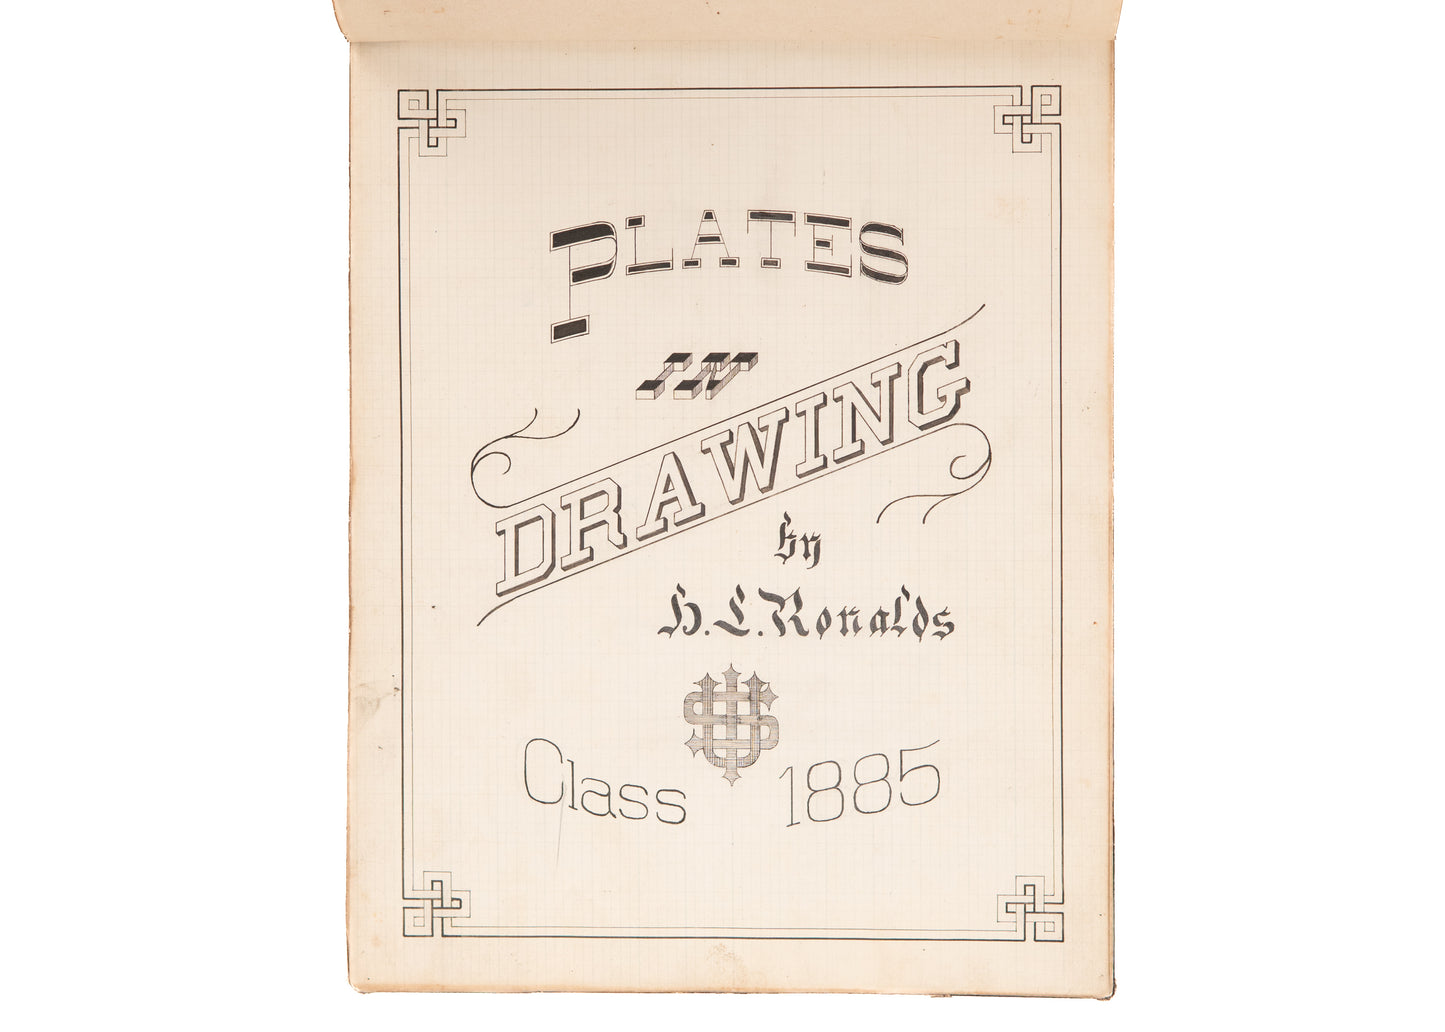 PLATES
IN
DRAWING
by
H. L. Ronalds
Class 1885